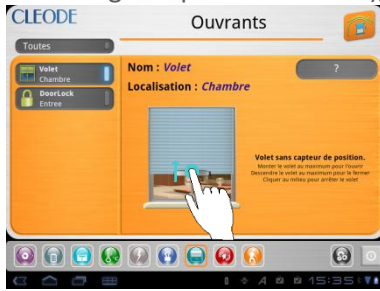 CLEODE
Ouvrants
Toutes
Volet
Chambre
DoorLock
Entree
Nom : Volet
?
Localisation : Chambre
Volet sans capteur de position.
Monter le volet au maximum pour l'ouvrir
Descendre le volet au maximum pour le fermer
Cliquer au milieu pour arrêter le volet
15:35